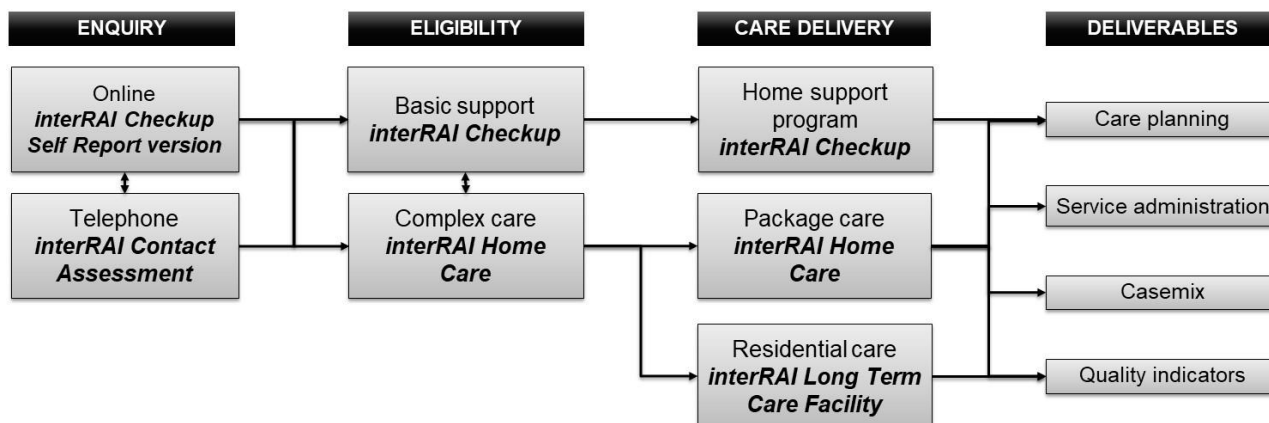 ENQUIRY
ELIGIBILITY
CARE DELIVERY
DELIVERABLES
Online
interRAI Checkup
Self Report version
Telephone
interRAI Contact
Assessment
Basic support
interRAI Checkup
Complex care
interRAI Home
Care
Home support
program
interRAI Checkup
Package care
interRAI Home
Care
Residential care
interRAI Long Term
Care Facility
Care planning
Service administration
Casemix
Quality indicators